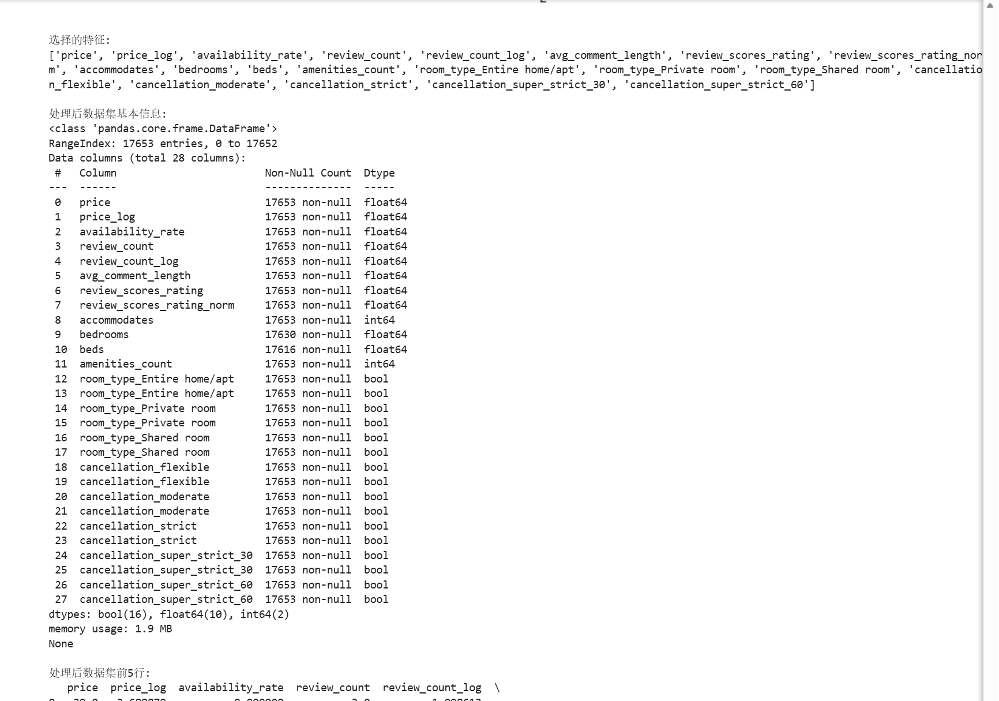 选择的特征:
['price', 'price_log', 'availability_rate', 'review_count', 'review_count_log', 'avg_comment_length', 'review_scores_rating', 'review_scores_rating_nor
m', 'accommodates', 'bedrooms', 'beds', 'amenities_count', 'room_type_Entire home/apt', 'room_type_Private room', 'room_type_Shared room', 'cancellatio
n_flexible', 'cancellation_moderate', 'cancellation_strict', 'cancellation_super_strict_30', 'cancellation_super_strict_60']
处理后数据集基本信息:
<class 'pandas.core.frame.DataFrame'>
RangeIndex: 17653 entries, 0 to 17652
Data columns (total 28 columns):
 #   Column                        Non-Null Count  Dtype
---  ------                        --------------  -----
 0   price                         17653 non-null  float64
 1   price_log                     17653 non-null  float64
 2   availability_rate             17653 non-null  float64
 3   review_count                  17653 non-null  float64
 4   review_count_log              17653 non-null  float64
 5   avg_comment_length            17653 non-null  float64
 6   review_scores_rating          17653 non-null  float64
 7   review_scores_rating_norm     17653 non-null  float64
 8   accommodates                  17653 non-null  int64
 9   bedrooms                      17630 non-null  float64
 10  beds                          17616 non-null  float64
 11  amenities_count               17653 non-null  int64
 12  room_type_Entire home/apt     17653 non-null  bool
 13  room_type_Entire home/apt     17653 non-null  bool
 14  room_type_Private room        17653 non-null  bool
 15  room_type_Private room        17653 non-null  bool
 16  room_type_Shared room         17653 non-null  bool
 17  room_type_Shared room         17653 non-null  bool
 18  cancellation_flexible         17653 non-null  bool
 19  cancellation_flexible         17653 non-null  bool
 20  cancellation_moderate         17653 non-null  bool
 21  cancellation_moderate         17653 non-null  bool
 22  cancellation_strict           17653 non-null  bool
 23  cancellation_strict           17653 non-null  bool
 24  cancellation_super_strict_30  17653 non-null  bool
 25  cancellation_super_strict_30  17653 non-null  bool
 26  cancellation_super_strict_60  17653 non-null  bool
 27  cancellation_super_strict_60  17653 non-null  bool
dtypes: bool(16), float64(10), int64(2)
memory usage: 1.9 MB
None
处理后数据集前5行:
   price  price_log  availability_rate  review_count  review_count_log  \